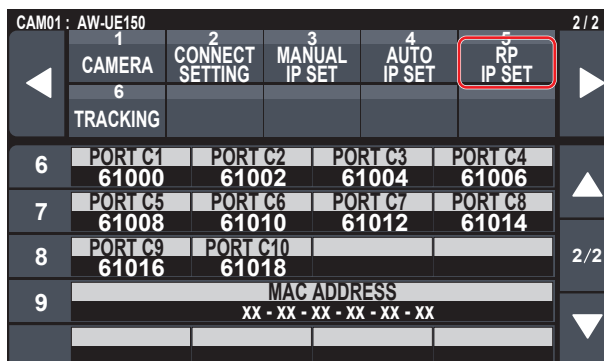 CAM01 : AW-UE150 2 / 2
1 2 3 4 5
CAMERA CONNECT SETTING MANUAL IP SET AUTO IP SET RP IP SET
6
TRACKING
6 PORT C1 PORT C2 PORT C3 PORT C4
61000 61002 61004 61006
7 PORT C5 PORT C6 PORT C7 PORT C8
61008 61010 61012 61014
8 PORT C9 PORT C10 2/2
61016 61018
9 MAC ADDRESS
XX - XX - XX - XX - XX - XX